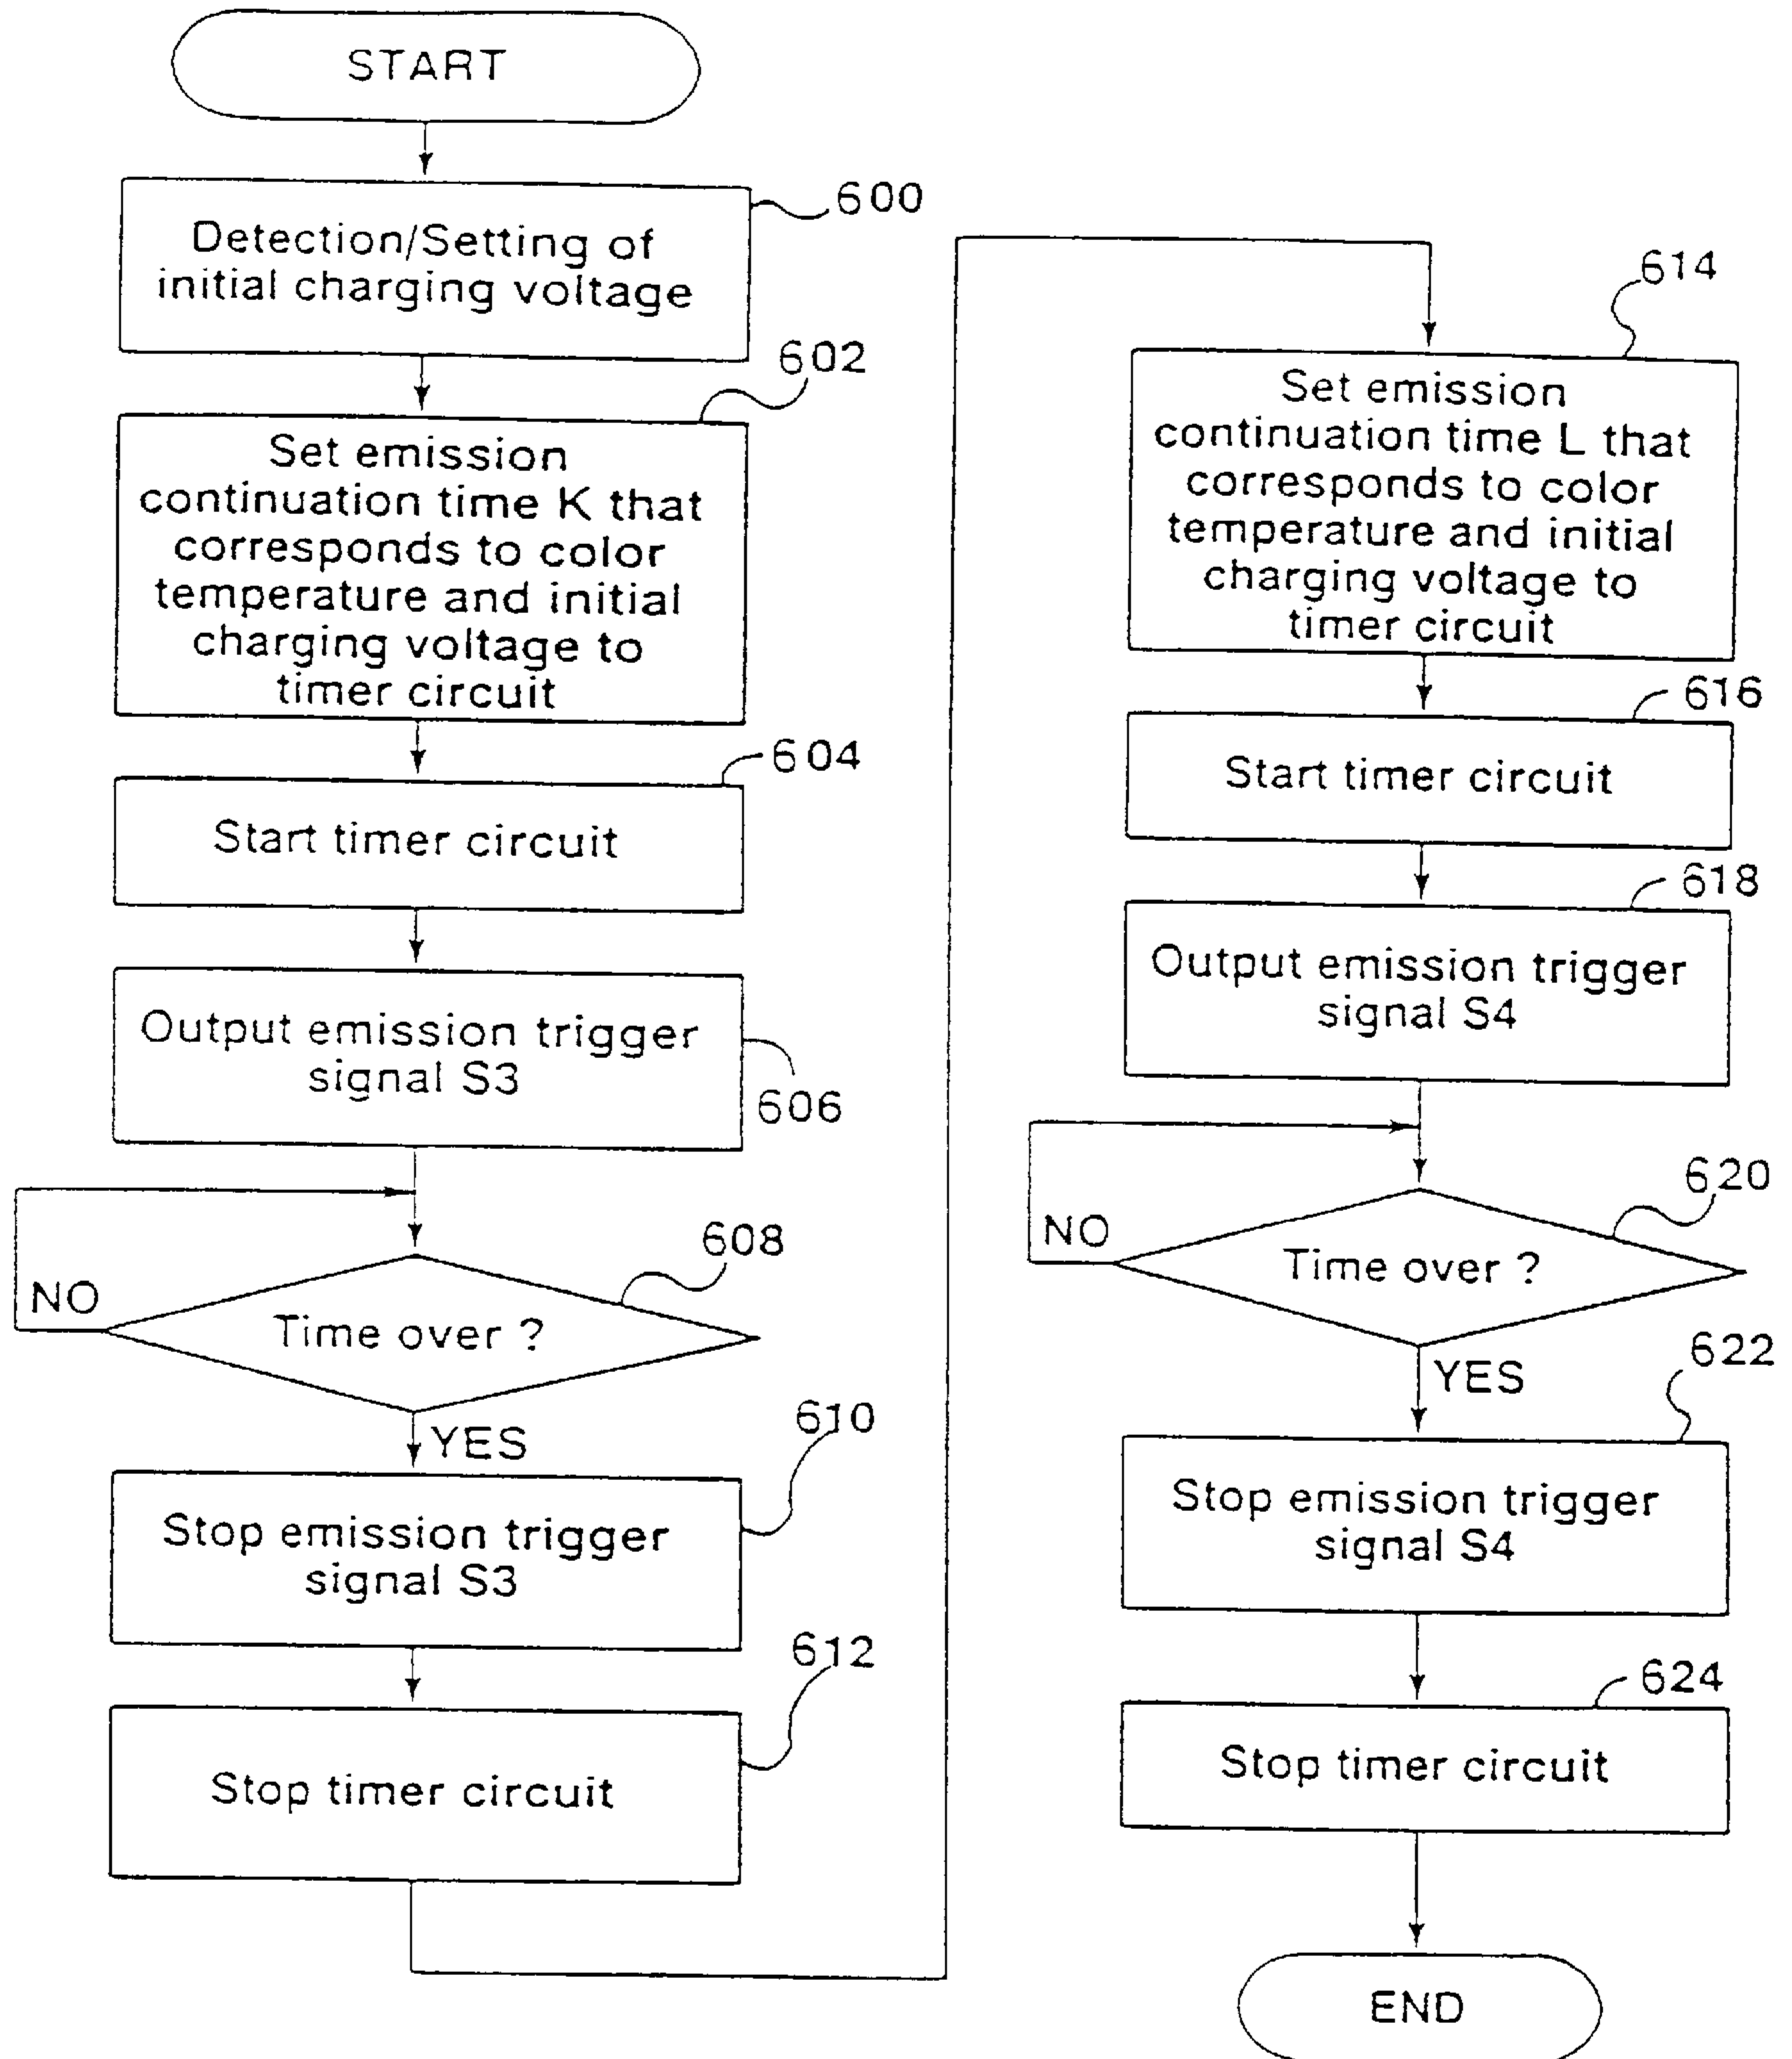 START
600
Detection/Setting of
initial charging voltage
602
Set emission
continuation time K that
corresponds to color
temperature and initial
charging voltage to
timer circuit
604
Start timer circuit
Output emission trigger
signal S3
606
608
NO
Time over ?
YES
610
Stop emission trigger
signal S3
612
Stop timer circuit
614
Set emission
continuation time L that
corresponds to color
temperature and initial
charging voltage to
timer circuit
616
Start timer circuit
618
Output emission trigger
signal S4
620
NO
Time over ?
YES
622
Stop emission trigger
signal S4
624
Stop timer circuit
END